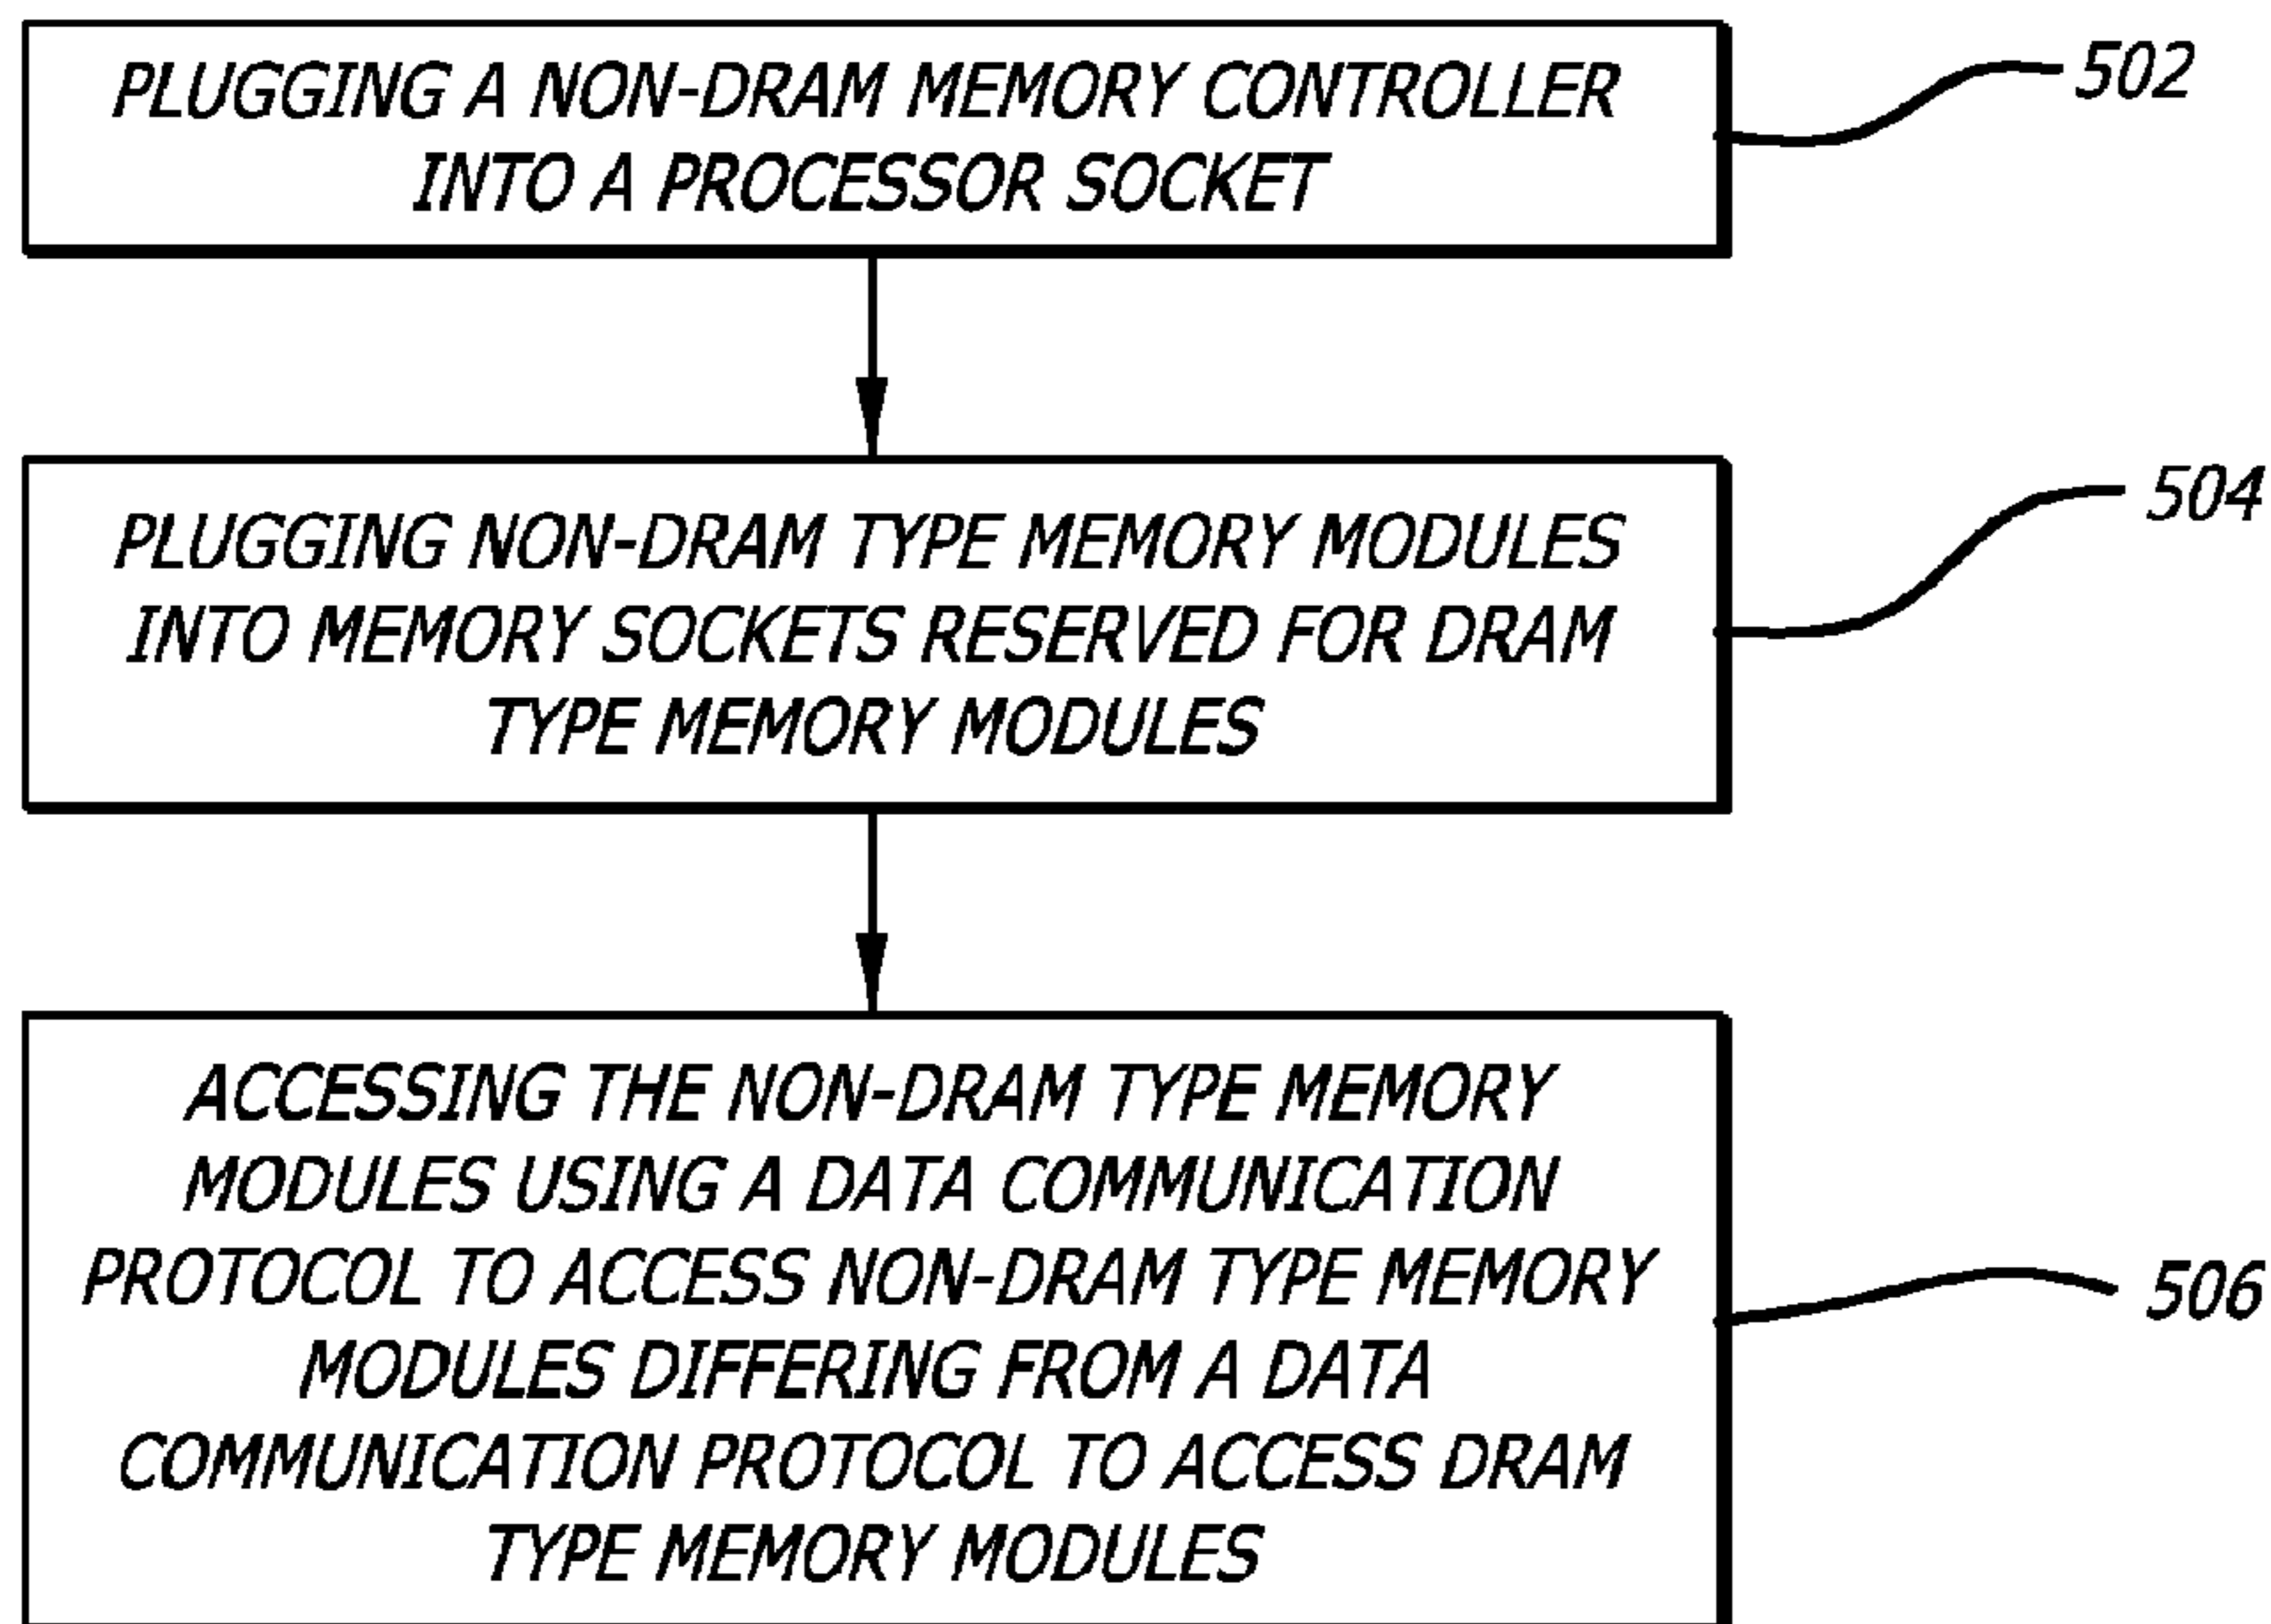 PLUGGING A NON-DRAM MEMORY CONTROLLER
INTO A PROCESSOR SOCKET
502
PLUGGING NON-DRAM TYPE MEMORY MODULES
INTO MEMORY SOCKETS RESERVED FOR DRAM
TYPE MEMORY MODULES
504
ACCESSING THE NON-DRAM TYPE MEMORY
MODULES USING A DATA COMMUNICATION
PROTOCOL TO ACCESS NON-DRAM TYPE MEMORY
MODULES DIFFERING FROM A DATA
COMMUNICATION PROTOCOL TO ACCESS DRAM
TYPE MEMORY MODULES
506